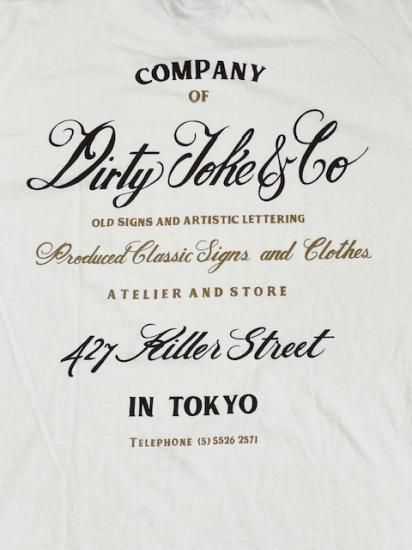 COMPANY
OF
Dirty Joke & Co
OLD SIGNS AND ARTISTIC LETTERING
Produced Classic Signs and Clothes
ATELIER AND STORE
427 Killer Street
IN TOKYO
TELEPHONE (5) 5526 2571